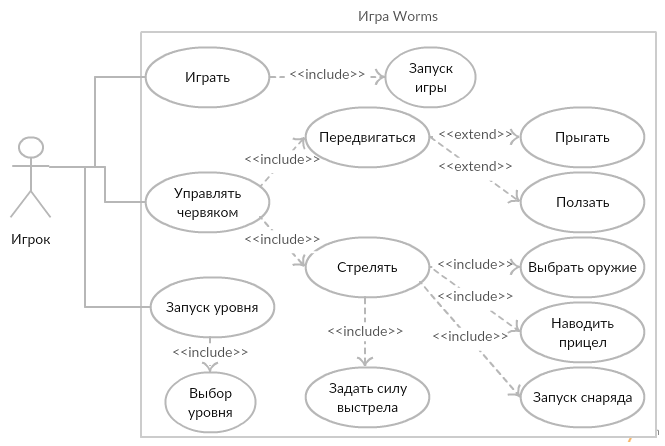 Игра Worms
Играть
<<include>>
Запуск
игры
Передвигаться
<<extend>>
Прыгать
<<include>>
<<extend>>
Управлять
червяком
Ползать
Игрок
<<include>>
Стрелять
<<include>>
Выбрать оружие
<<include>>
Запуск уровня
<<include>>
<<include>>
Наводить
прицел
<<include>>
Выбор
уровня
Задать силу
выстрела
Запуск снаряда